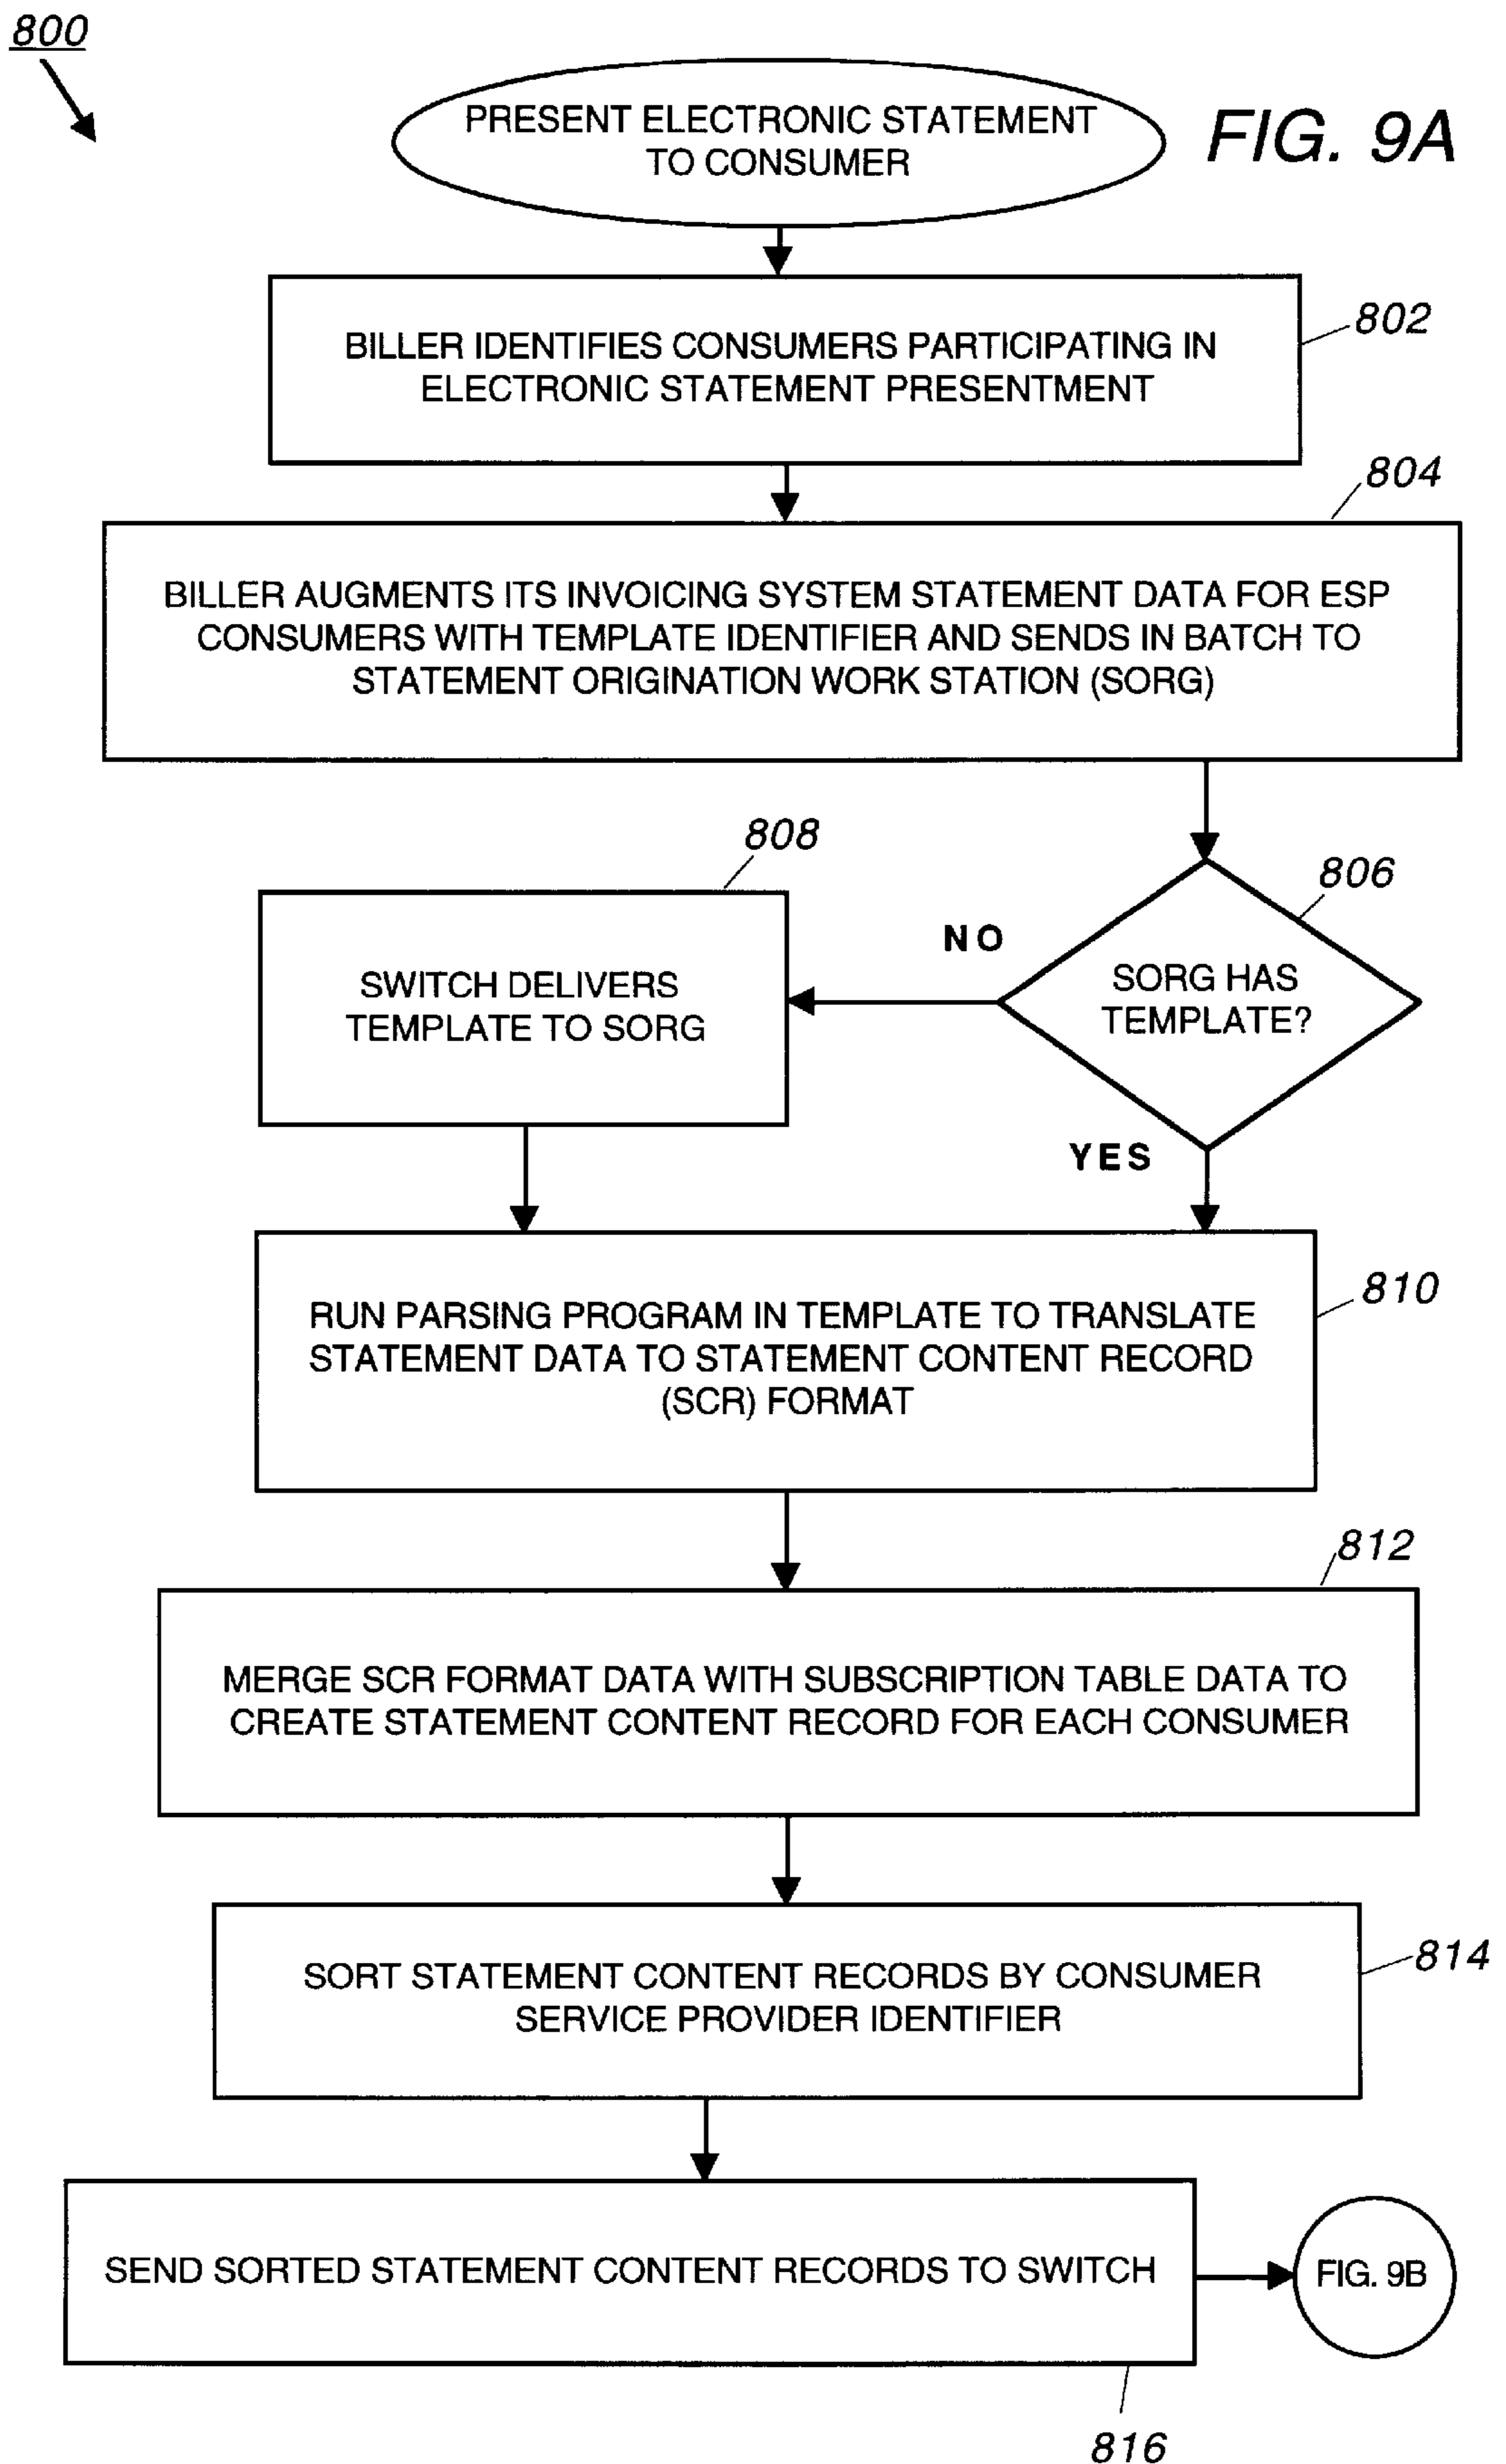 800
PRESENT ELECTRONIC STATEMENT
TO CONSUMER
FIG. 9A
802
BILLER IDENTIFIES CONSUMERS PARTICIPATING IN
ELECTRONIC STATEMENT PRESENTMENT
804
BILLER AUGMENTS ITS INVOICING SYSTEM STATEMENT DATA FOR ESP
CONSUMERS WITH TEMPLATE IDENTIFIER AND SENDS IN BATCH TO
STATEMENT ORIGINATION WORK STATION (SORG)
806
SORG HAS
TEMPLATE?
NO
808
SWITCH DELIVERS
TEMPLATE TO SORG
YES
810
RUN PARSING PROGRAM IN TEMPLATE TO TRANSLATE
STATEMENT DATA TO STATEMENT CONTENT RECORD
(SCR) FORMAT
812
MERGE SCR FORMAT DATA WITH SUBSCRIPTION TABLE DATA TO
CREATE STATEMENT CONTENT RECORD FOR EACH CONSUMER
814
SORT STATEMENT CONTENT RECORDS BY CONSUMER
SERVICE PROVIDER IDENTIFIER
SEND SORTED STATEMENT CONTENT RECORDS TO SWITCH
FIG. 9B
816